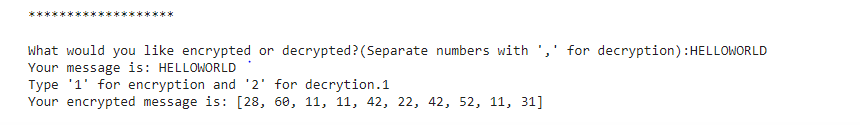 *******************
What would you like encrypted or decrypted?(Separate numbers with ',' for decryption):HELLOWORLD
Your message is: HELLOWORLD
Type '1' for encryption and '2' for decrytion.1
Your encrypted message is: [28, 60, 11, 11, 42, 22, 42, 52, 11, 31]